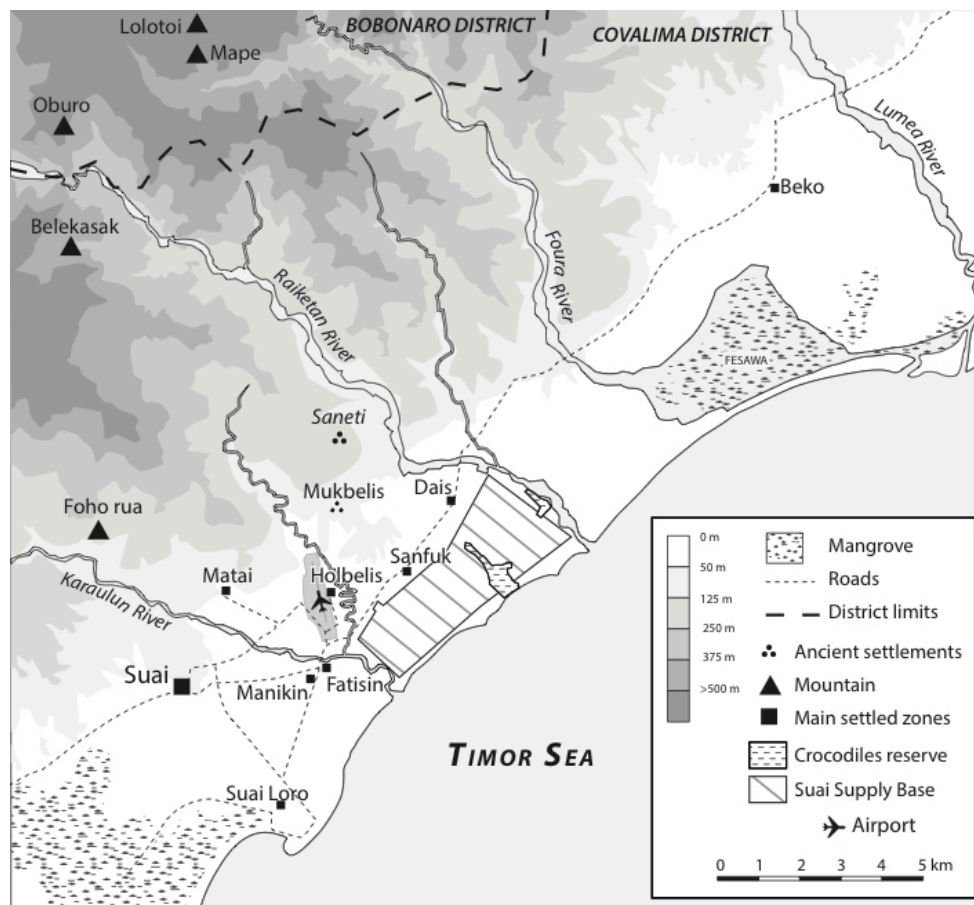 Lolotoi
Mape
BOBONARO DISTRICT
COVALIMA DISTRICT
Oburo
Lumea River
Beko
Belekasak
Foura River
Raiketan River
FESAWA
Saneti
Mukbelis
Dais
Foho rua
Sanfuk
Karaulun River
Matai
Holbelis
Suai
Manikin
Fatisin
TIMOR SEA
Suai Loro
0 m
50 m
125 m
250 m
375 m
>500 m
Mangrove
Roads
District limits
Ancient settlements
Mountain
Main settled zones
Crocodiles reserve
Suai Supply Base
Airport
0 1 2 3 4 5 km